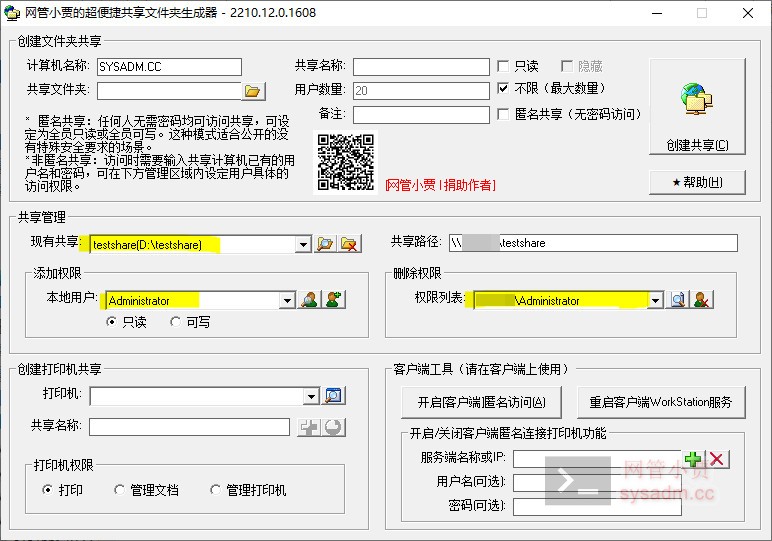 网管小贾的超便捷共享文件夹生成器 - 2210.12.0.1608
创建文件夹共享
计算机名称: SYSADM.CC
共享名称:
只读
隐藏
共享文件夹:
用户数量: 20
不限（最大数量）
备注:
匿名共享（无密码访问）
* 匿名共享：任何人无需密码均可访问共享，可设
定为全员只读或全员可写。这种模式适合公开的没
有特殊安全要求的场景。
*非匿名共享：访问时需要输入共享计算机已有的用
户名和密码，可在下方管理区域内设定用户具体的
访问权限。
[网管小贾 | 捐助作者]
创建共享(C)
★帮助(H)
共享管理
现有共享: testshare(D:\testshare)
共享路径: \\ \testshare
添加权限
本地用户: Administrator
只读
可写
删除权限
权限列表: \Administrator
创建打印机共享
打印机:
共享名称:
打印机权限
打印
管理文档
管理打印机
客户端工具（请在客户端上使用）
开启[客户端]匿名访问(A)
重启客户端WorkStation服务
开启/关闭客户端匿名连接打印机功能
服务端名称或IP:
用户名(可选):
密码(可选):
网管小贾
sysadm.cc